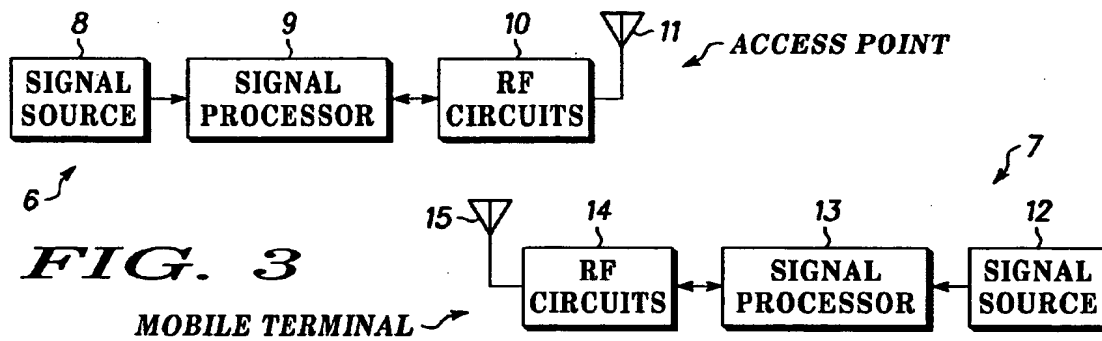 8
9
10
11
ACCESS POINT
SIGNAL
SOURCE
SIGNAL
PROCESSOR
RF
CIRCUITS
6
7
15
14
13
12
FIG. 3
RF
CIRCUITS
SIGNAL
PROCESSOR
SIGNAL
SOURCE
MOBILE TERMINAL